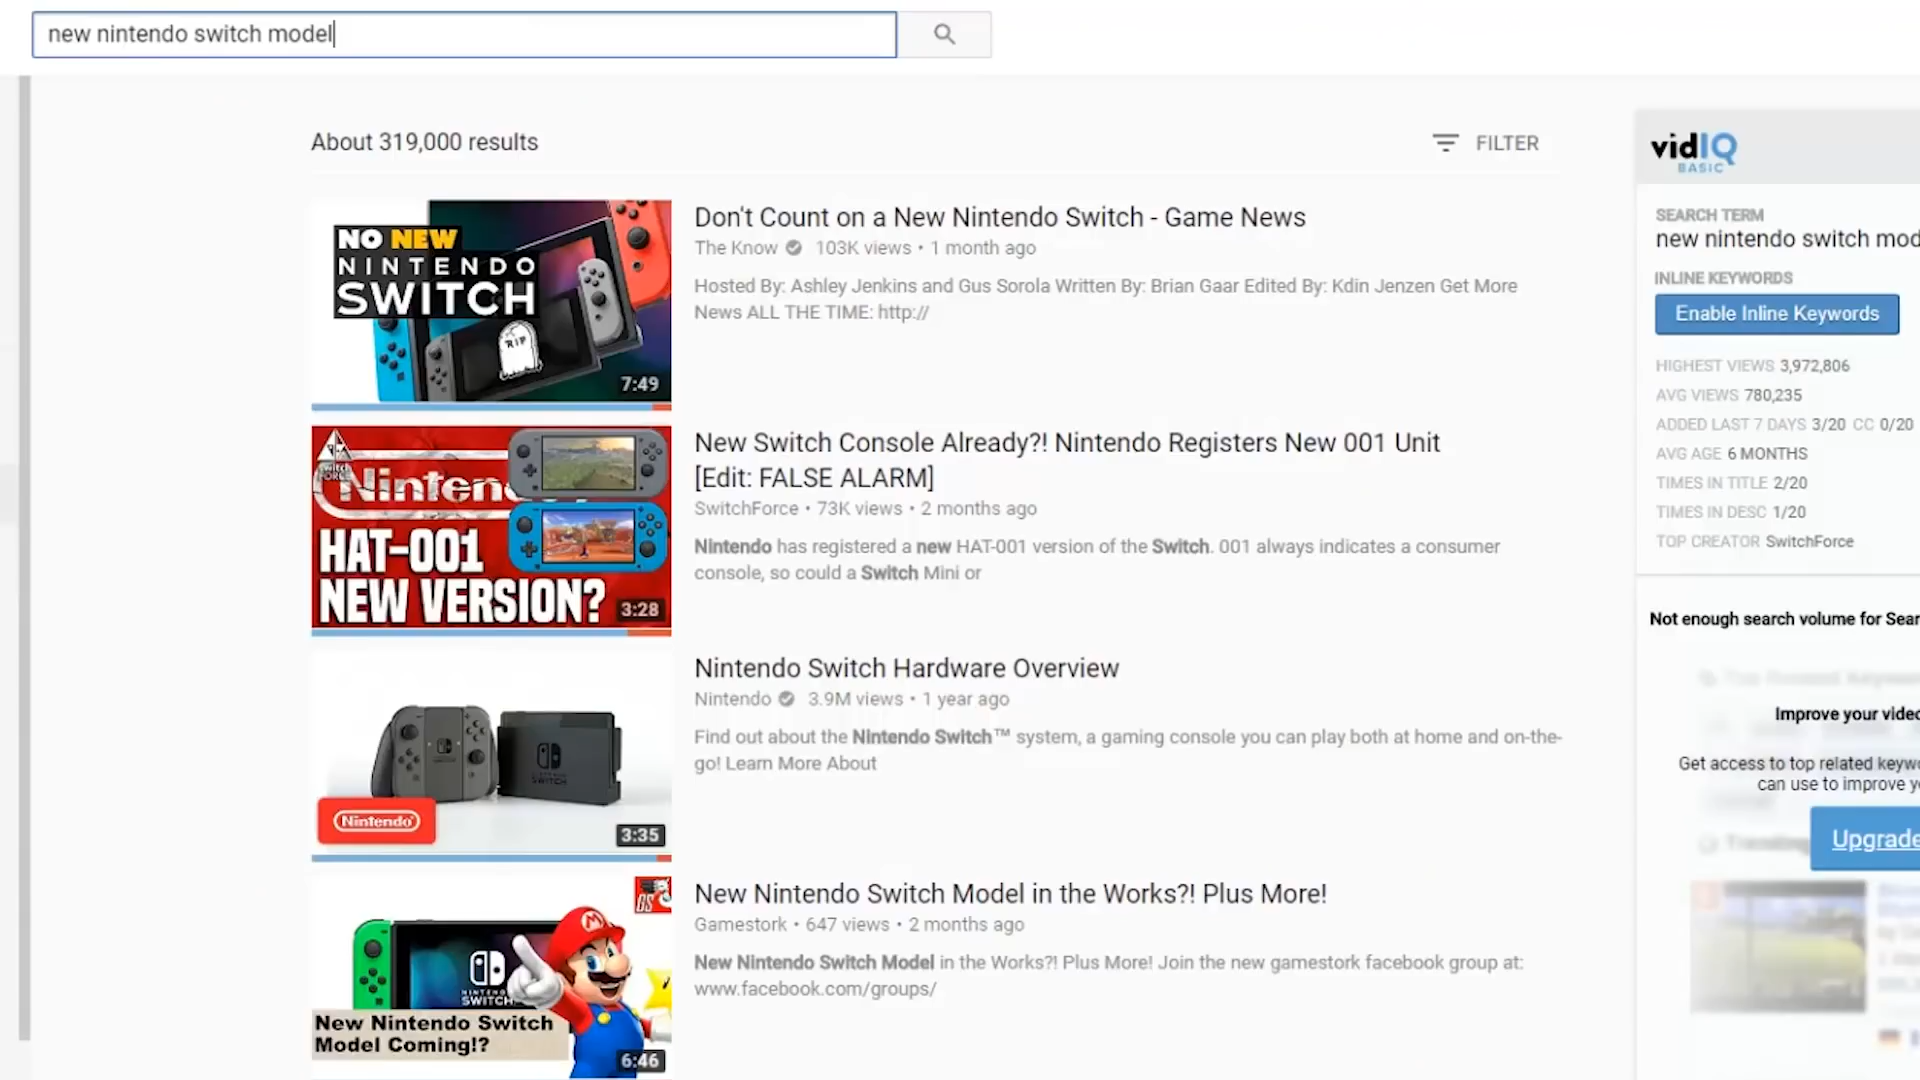 new nintendo switch model
About 319,000 results
FILTER
NO NEW
NINTENDO
SWITCH
RIP
7:49
Don't Count on a New Nintendo Switch - Game News
The Know 103K views • 1 month ago
Hosted By: Ashley Jenkins and Gus Sorola Written By: Brian Gaar Edited By: Kdin Jenzen Get More
News ALL THE TIME: http://
Switch
FORCE
Ninten
HAT-001
NEW VERSION?
3:28
New Switch Console Already?! Nintendo Registers New 001 Unit
[Edit: FALSE ALARM]
SwitchForce • 73K views • 2 months ago
Nintendo has registered a new HAT-001 version of the Switch. 001 always indicates a consumer
console, so could a Switch Mini or
NINTENDO
SWITCH
Nintendo
3:35
Nintendo Switch Hardware Overview
Nintendo 3.9M views • 1 year ago
Find out about the Nintendo Switch™ system, a gaming console you can play both at home and on-the-
go! Learn More About
GS
M
NINTENDO
SWITCH
New Nintendo Switch
Model Coming!?
6:46
New Nintendo Switch Model in the Works?! Plus More!
Gamestork • 647 views • 2 months ago
New Nintendo Switch Model in the Works?! Plus More! Join the new gamestork facebook group at:
www.facebook.com/groups/
vidIQ
BASIC
SEARCH TERM
new nintendo switch mod
INLINE KEYWORDS
Enable Inline Keywords
HIGHEST VIEWS 3,972,806
AVG VIEWS 780,235
ADDED LAST 7 DAYS 3/20 CC 0/20
AVG AGE 6 MONTHS
TIMES IN TITLE 2/20
TIMES IN DESC 1/20
TOP CREATOR SwitchForce
Not enough search volume for Sear
Improve your video
Get access to top related keywo
can use to improve yo
Upgrade